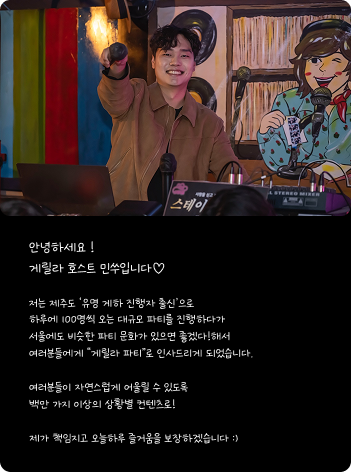 스테이
STEREO MIXER
안녕하세요 !
게릴라 호스트 민쑤입니다♡
저는 제주도 '유명 게하 진행자 출신'으로
하루에 100명씩 오는 대규모 파티를 진행하다가
서울에도 비슷한 파티 문화가 있으면 좋겠다!해서
여러분들에게 "게릴라 파티"로 인사드리게 되었습니다.
여러분들이 자연스럽게 어울릴 수 있도록
백만 가지 이상의 상황별 컨텐츠로!
제가 책임지고 오늘하루 즐거움을 보장하겠습니다 :)